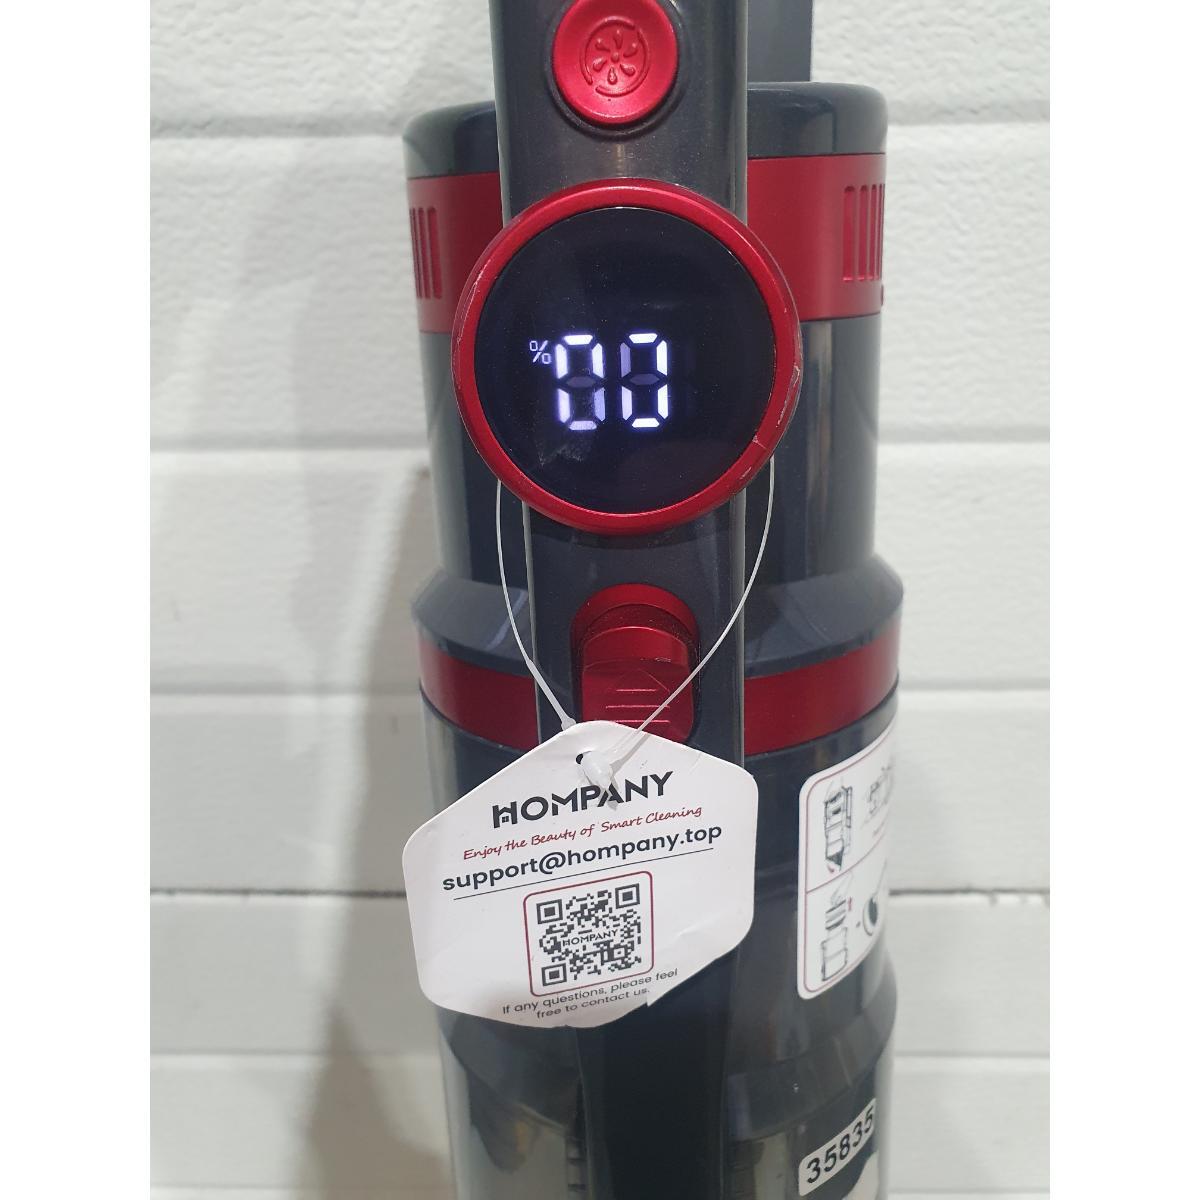 %00
HOMPANY
Enjoy the Beauty of Smart Cleaning
support@hompany.top
HOMPANY
If any questions, please feel
free to contact us.
35835